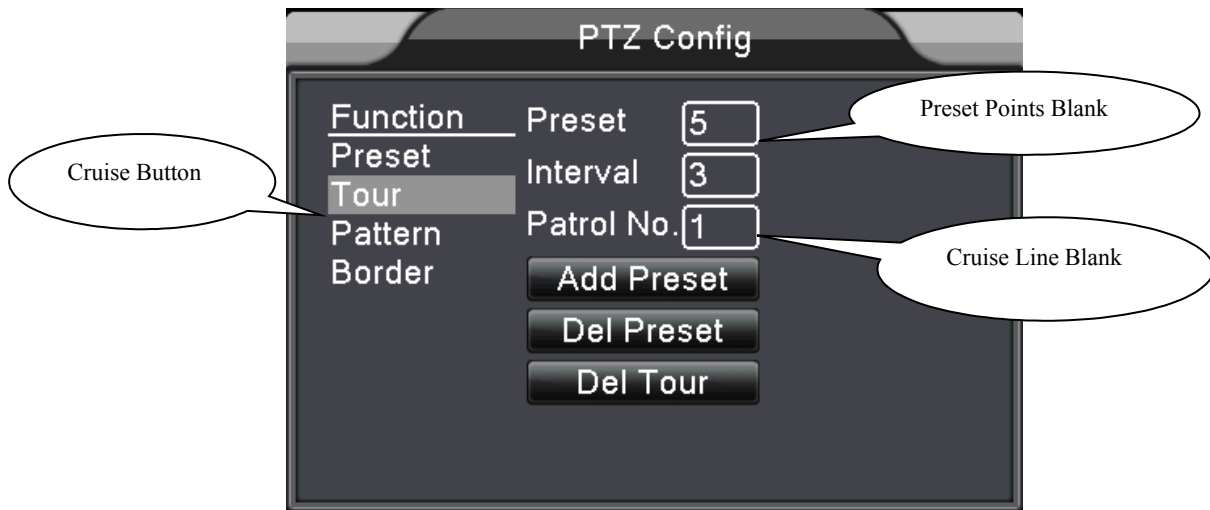 PTZ Config
Function
Preset
Tour
Pattern
Border
Preset 5
Interval 3
Patrol No. 1
Add Preset
Del Preset
Del Tour
Cruise Button
Preset Points Blank
Cruise Line Blank